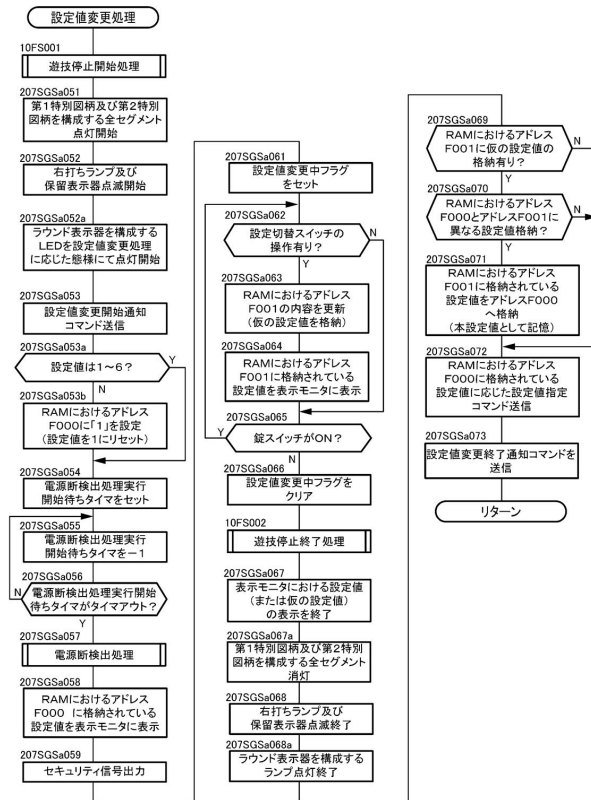 設定値変更処理
10FS001
遊技停止開始処理
207SGSa051
第1特別図柄及び第2特別
図柄を構成する全セグメント
点灯開始
207SGSa052
右打ちランプ及び
保留表示器点滅開始
207SGSa052a
ラウンド表示器を構成する
LEDを設定値変更処理
に応じた態様にて点灯開始
207SGSa053
設定値変更開始通知
コマンド送信
207SGSa053a
設定値は1～6?
Y
N
207SGSa053b
RAMにおけるアドレス
F000に「1」を設定
(設定値を1にリセット)
207SGSa054
電源断検出処理実行
開始待ちタイマをセット
207SGSa055
電源断検出処理実行
開始待ちタイマを－1
207SGSa056
電源断検出処理実行開始
待ちタイマがタイムアウト?
N
Y
207SGSa057
電源断検出処理
207SGSa058
RAMにおけるアドレス
F000 に格納されている
設定値を表示モニタに表示
207SGSa059
セキュリティ信号出力
207SGSa061
設定値変更中フラグ
をセット
207SGSa062
設定切替スイッチの
操作有り?
N
Y
207SGSa063
RAMにおけるアドレス
F001の内容を更新
(仮の設定値を格納)
207SGSa064
RAMにおけるアドレス
F001に格納されている
設定値を表示モニタに表示
207SGSa065
Y
錠スイッチがON?
N
207SGSa066
設定値変更中フラグを
クリア
10FS002
遊技停止終了処理
207SGSa067
表示モニタにおける設定値
(または仮の設定値)
の表示を終了
207SGSa067a
第1特別図柄及び第2特別
図柄を構成する全セグメント
消灯
207SGSa068
右打ちランプ及び
保留表示器点滅終了
207SGSa068a
ラウンド表示器を構成する
ランプ点灯終了
207SGSa069
RAMにおけるアドレス
F001に仮の設定値の
格納有り?
N
Y
207SGSa070
RAMにおけるアドレス
F000とアドレスF001に
異なる設定値格納?
N
Y
207SGSa071
RAMにおけるアドレス
F001に格納されている
設定値をアドレスF000
へ格納
(本設定値として記憶)
207SGSa072
RAMにおけるアドレス
F000に格納されている
設定値に応じた設定値指定
コマンド送信
207SGSa073
設定値変更終了通知コマンドを
送信
リターン